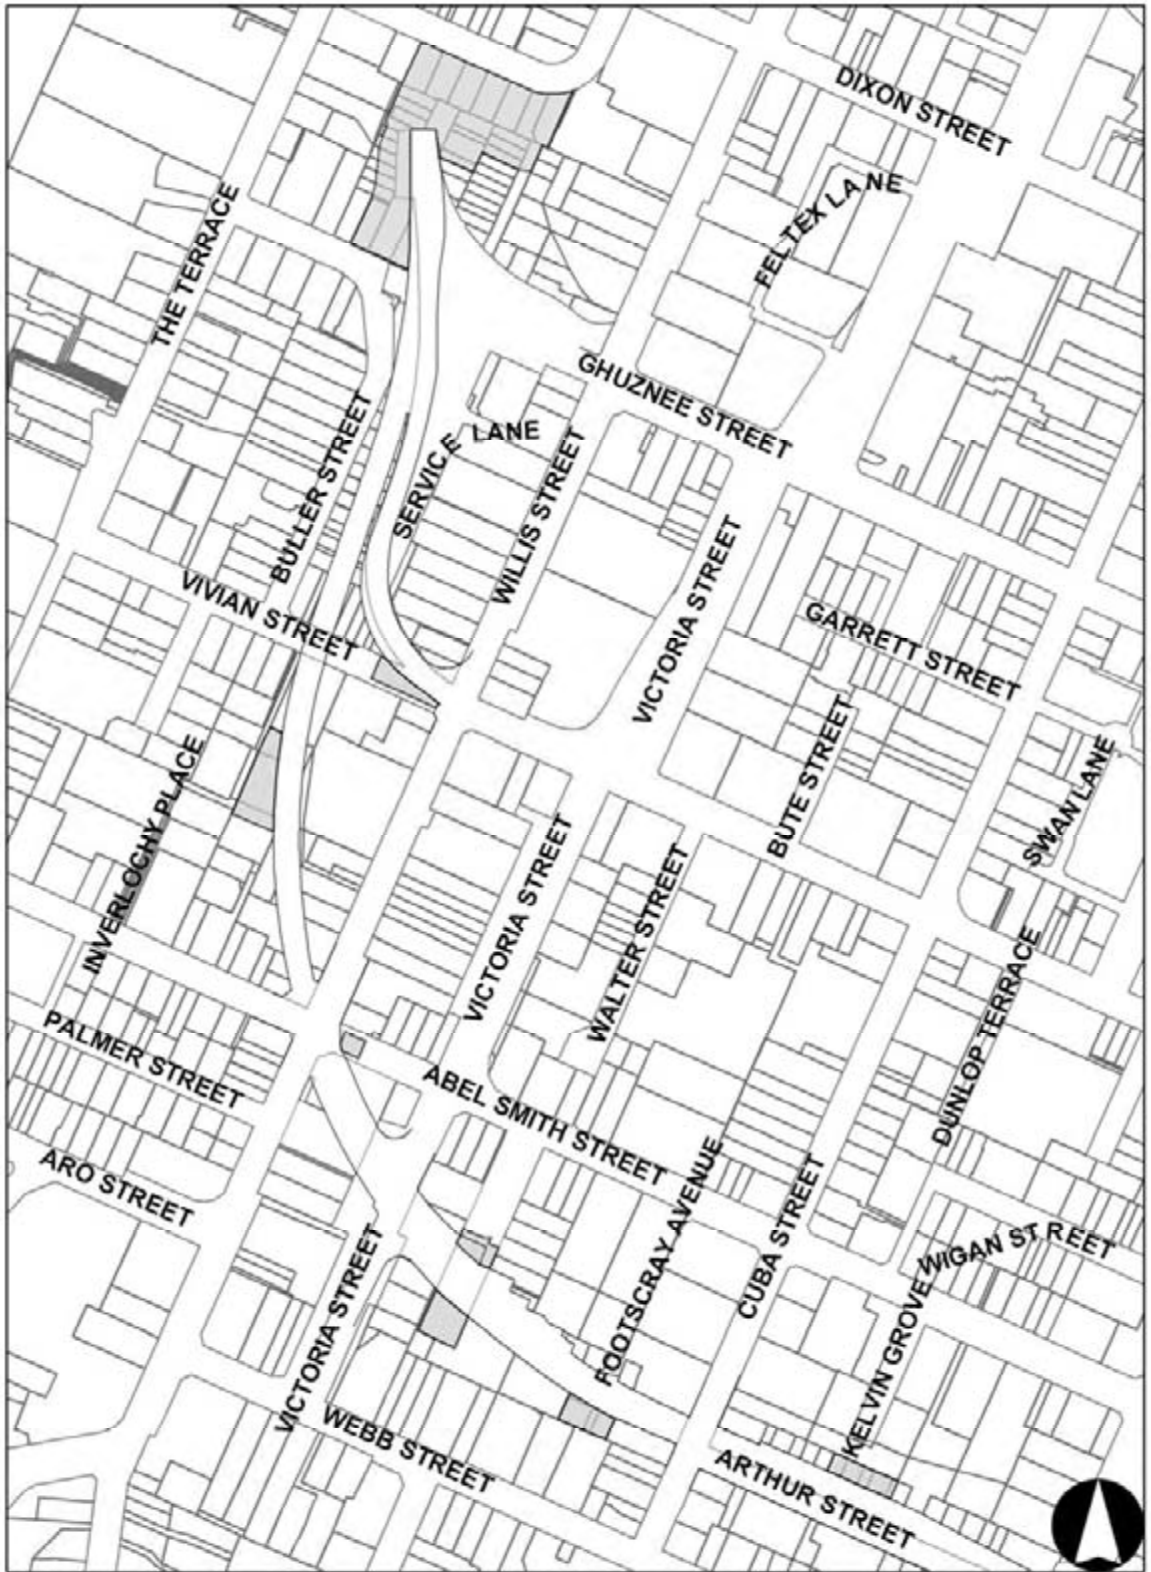 DIXON STREET
FELTEX LANE
THE TERRACE
GHUZNEE STREET
SERVICE LANE
BULLER STREET
WILLIS STREET
VIVIAN STREET
VICTORIA STREET
GARRETT STREET
BUTE STREET
SWAN LANE
INVERLOCHY PLACE
VICTORIA STREET
WALTER STREET
DUNLOP TERRACE
PALMER STREET
ABEL SMITH STREET
ARO STREET
FOOTSCRAY AVENUE
CUBA STREET
WIGAN STREET
VICTORIA STREET
KELVIN GROVE
WEBB STREET
ARTHUR STREET